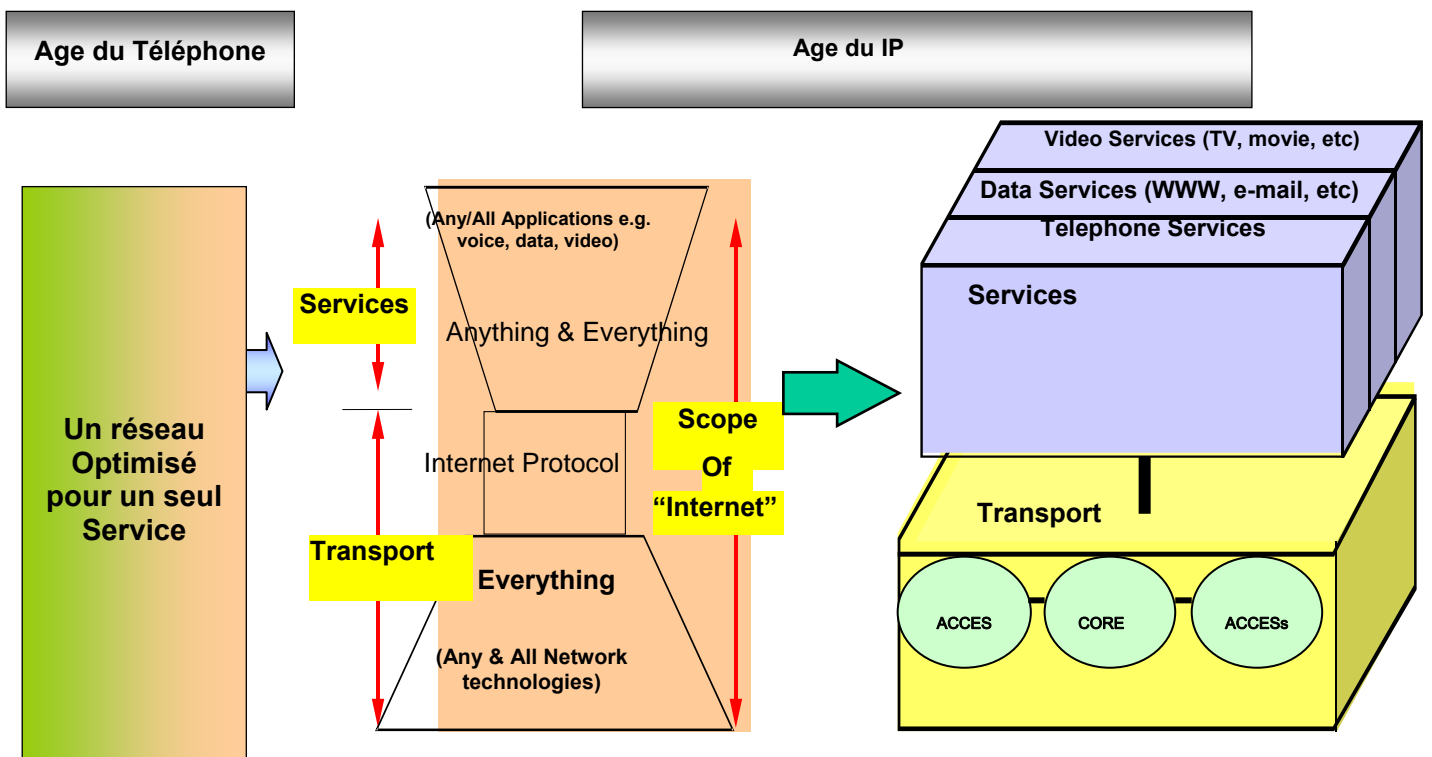 Age du Téléphone
Age du IP
Un réseau
Optimisé
pour un seul
Service
Services
Transport
(Any/All Applications e.g.
voice, data, video)
Anything & Everything
Internet Protocol
Everything
(Any & All Network
technologies)
Scope
Of
“Internet”
Video Services (TV, movie, etc)
Data Services (WWW, e-mail, etc)
Telephone Services
Services
Transport
ACCES
CORE
ACCESs